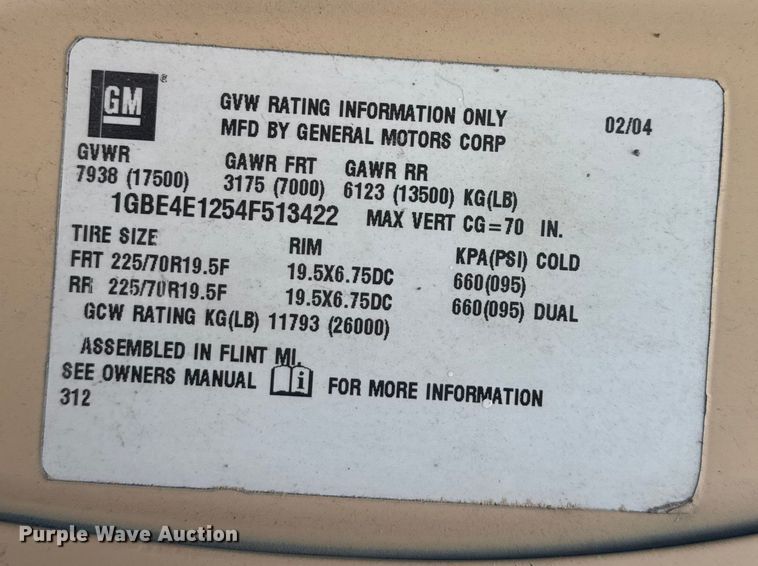 GM ®
GVW RATING INFORMATION ONLY 02/04
MFD BY GENERAL MOTORS CORP
GVWR GAWR FRT GAWR RR
7938 (17500) 3175 (7000) 6123 (13500) KG(LB)
1GBE4E1254F513422 MAX VERT CG=70 IN.
TIRE SIZE RIM KPA(PSI) COLD
FRT 225/70R19.5F 19.5X6.75DC 660(095)
RR 225/70R19.5F 19.5X6.75DC 660(095) DUAL
GCW RATING KG(LB) 11793 (26000)
ASSEMBLED IN FLINT MI.
SEE OWNERS MANUAL i FOR MORE INFORMATION
312
Purple Wave Auction